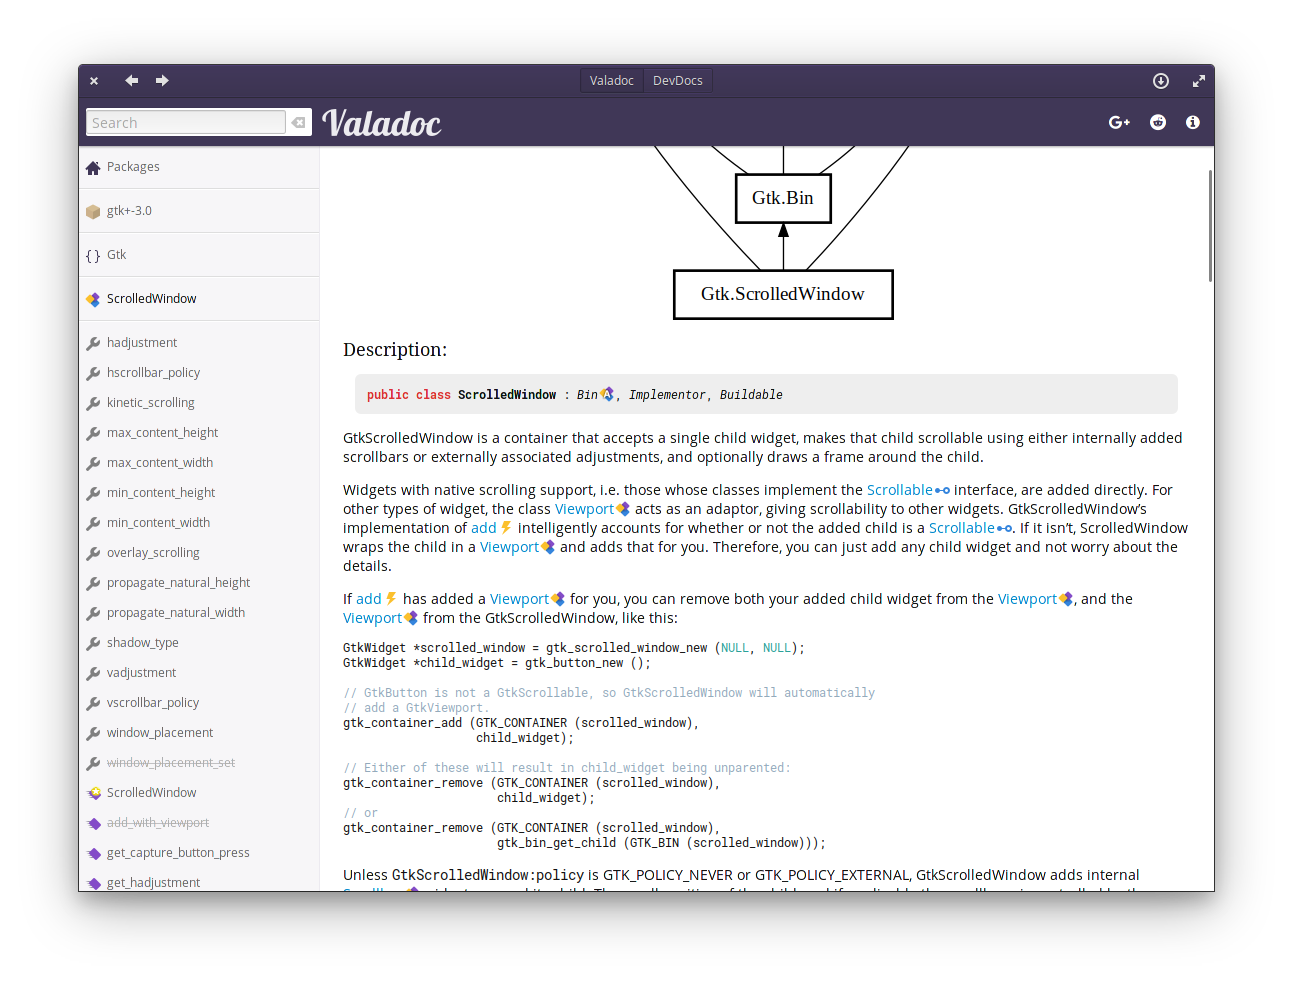 Valadoc DevDocs
Search
Valadoc
G+
Packages
gtk+-3.0
{} Gtk
ScrolledWindow
hadjustment
hscrollbar_policy
kinetic_scrolling
max_content_height
max_content_width
min_content_height
min_content_width
overlay_scrolling
propagate_natural_height
propagate_natural_width
shadow_type
vadjustment
vscrollbar_policy
window_placement
window_placement_set
ScrolledWindow
add_with_viewport
get_capture_button_press
get_hadjustment
Gtk.Bin
Gtk.ScrolledWindow
Description:
public class ScrolledWindow : Bin, Implementor, Buildable
GtkScrolledWindow is a container that accepts a single child widget, makes that child scrollable using either internally added
scrollbars or externally associated adjustments, and optionally draws a frame around the child.
Widgets with native scrolling support, i.e. those whose classes implement the Scrollable interface, are added directly. For
other types of widget, the class Viewport acts as an adaptor, giving scrollability to other widgets. GtkScrolledWindow’s
implementation of add intelligently accounts for whether or not the added child is a Scrollable. If it isn’t, ScrolledWindow
wraps the child in a Viewport and adds that for you. Therefore, you can just add any child widget and not worry about the
details.
If add has added a Viewport for you, you can remove both your added child widget from the Viewport, and the
Viewport from the GtkScrolledWindow, like this:
GtkWidget *scrolled_window = gtk_scrolled_window_new (NULL, NULL);
GtkWidget *child_widget = gtk_button_new ();
// GtkButton is not a GtkScrollable, so GtkScrolledWindow will automatically
// add a GtkViewport.
gtk_container_add (GTK_CONTAINER (scrolled_window),
child_widget);
// Either of these will result in child_widget being unparented:
gtk_container_remove (GTK_CONTAINER (scrolled_window),
child_widget);
// or
gtk_container_remove (GTK_CONTAINER (scrolled_window),
gtk_bin_get_child (GTK_BIN (scrolled_window)));
Unless GtkScrolledWindow:policy is GTK_POLICY_NEVER or GTK_POLICY_EXTERNAL, GtkScrolledWindow adds internal